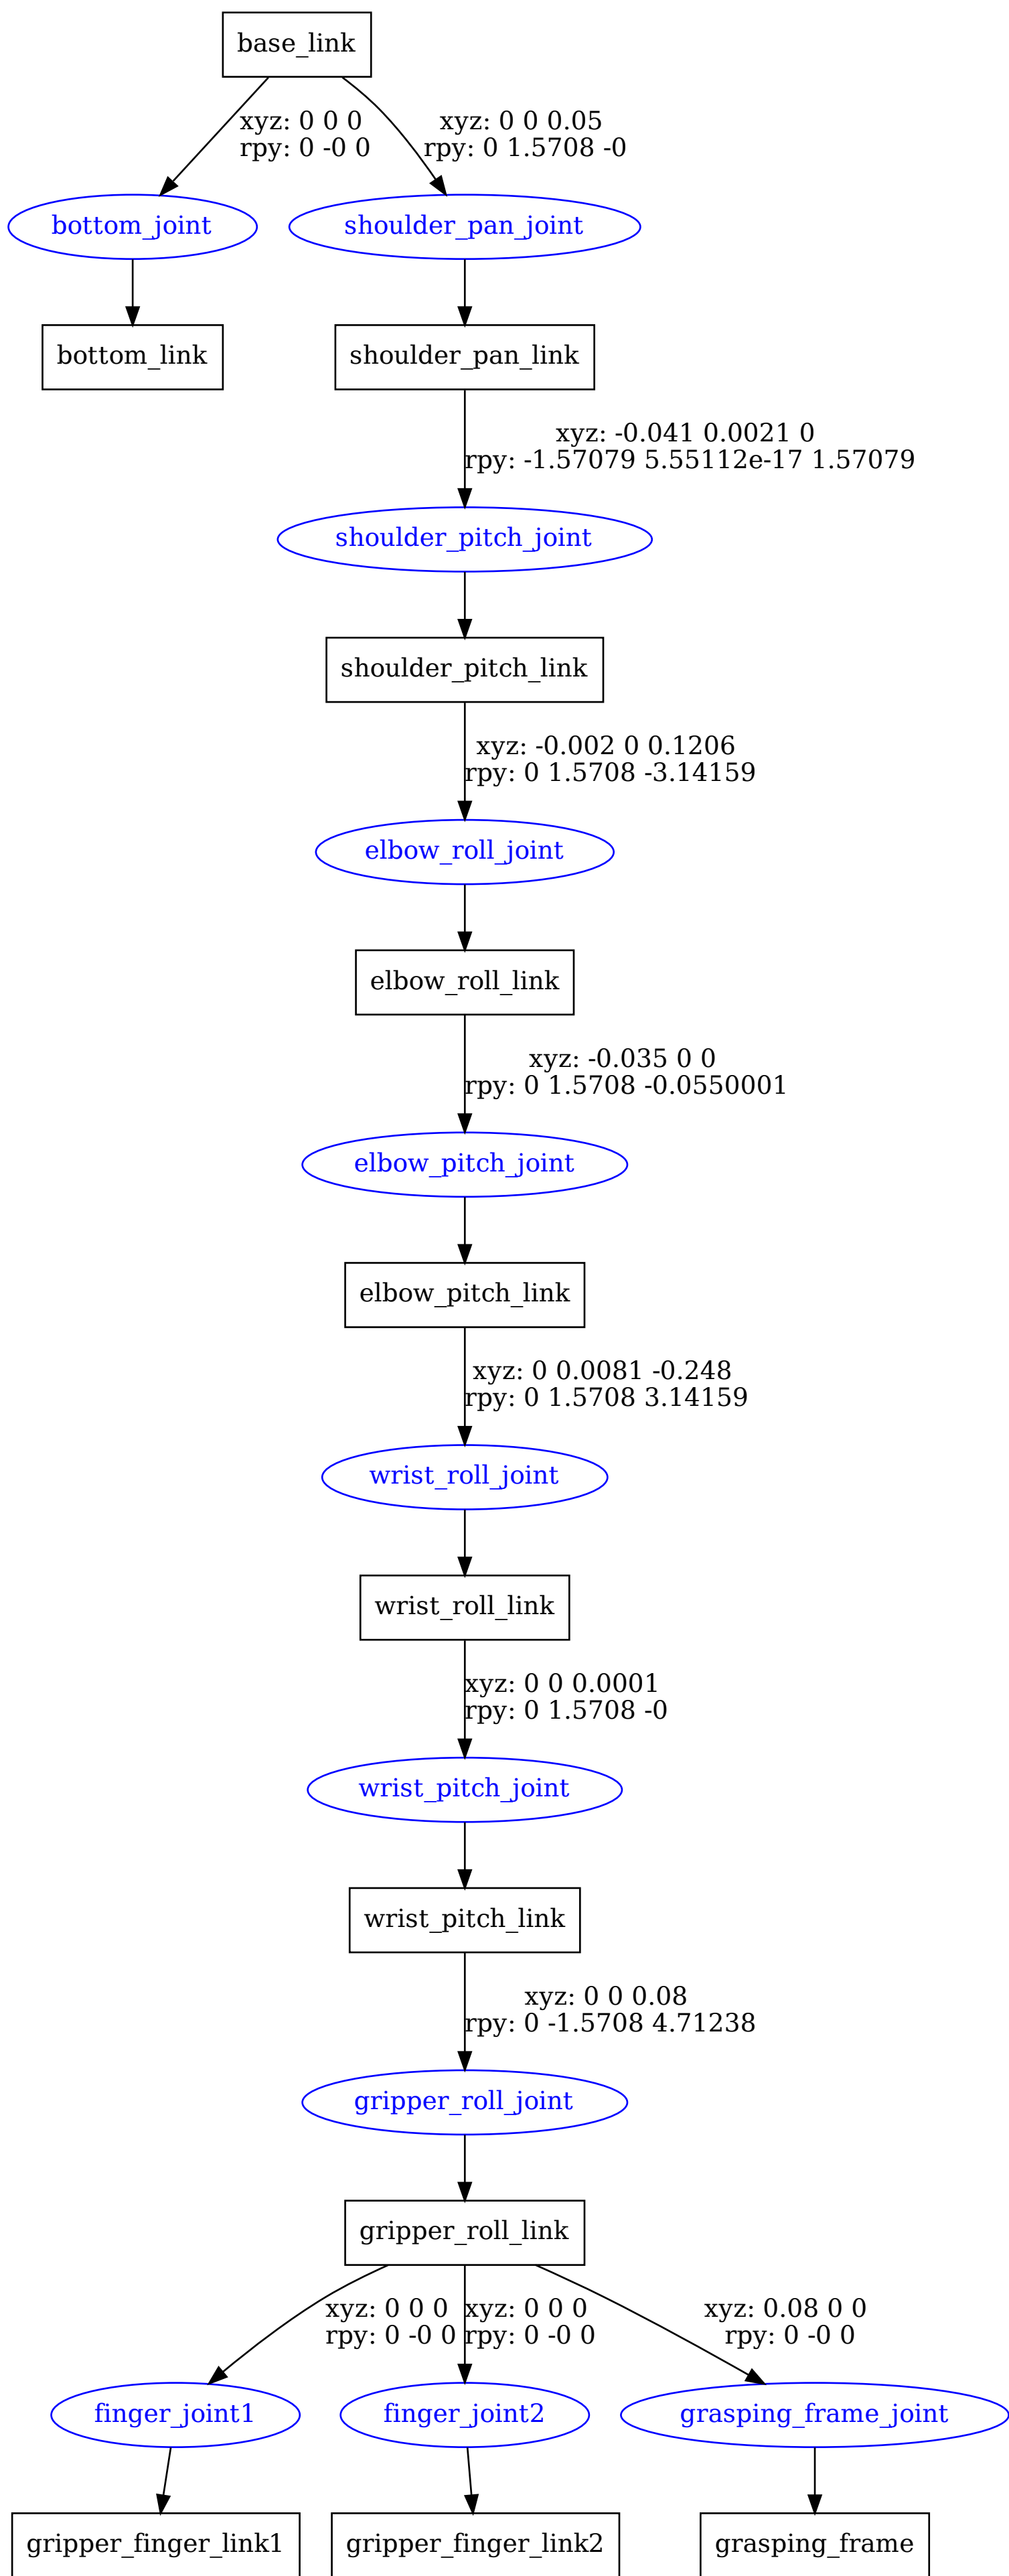 base_link
xyz: 0 0 0
rpy: 0 -0 0
xyz: 0 0 0.05
rpy: 0 1.5708 -0
bottom_joint
shoulder_pan_joint
bottom_link
shoulder_pan_link
xyz: -0.041 0.0021 0
rpy: -1.57079 5.55112e-17 1.57079
shoulder_pitch_joint
shoulder_pitch_link
xyz: -0.002 0 0.1206
rpy: 0 1.5708 -3.14159
elbow_roll_joint
elbow_roll_link
xyz: -0.035 0 0
rpy: 0 1.5708 -0.0550001
elbow_pitch_joint
elbow_pitch_link
xyz: 0 0.0081 -0.248
rpy: 0 1.5708 3.14159
wrist_roll_joint
wrist_roll_link
xyz: 0 0 0.0001
rpy: 0 1.5708 -0
wrist_pitch_joint
wrist_pitch_link
xyz: 0 0 0.08
rpy: 0 -1.5708 4.71238
gripper_roll_joint
gripper_roll_link
xyz: 0 0 0
rpy: 0 -0 0
xyz: 0 0 0
rpy: 0 -0 0
xyz: 0.08 0 0
rpy: 0 -0 0
finger_joint1
finger_joint2
grasping_frame_joint
gripper_finger_link1
gripper_finger_link2
grasping_frame